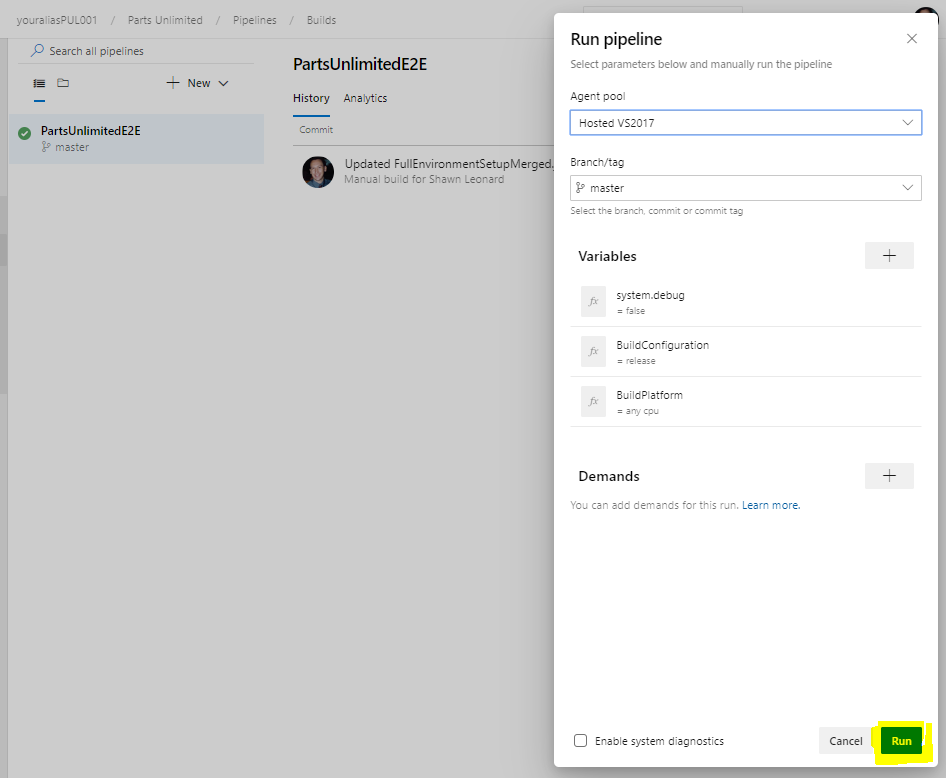 youraliasPUL001 / Parts Unlimited / Pipelines / Builds
Search all pipelines
New
PartsUnlimitedE2E
master
PartsUnlimitedE2E
History Analytics
Commit
Updated FullEnvironmentSetupMerged.
Manual build for Shawn Leonard
Run pipeline
Select parameters below and manually run the pipeline
Agent pool
Hosted VS2017
Branch/tag
master
Select the branch, commit or commit tag
Variables
fx system.debug
= false
fx BuildConfiguration
= release
fx BuildPlatform
= any cpu
Demands
You can add demands for this run. Learn more.
Enable system diagnostics
Cancel Run